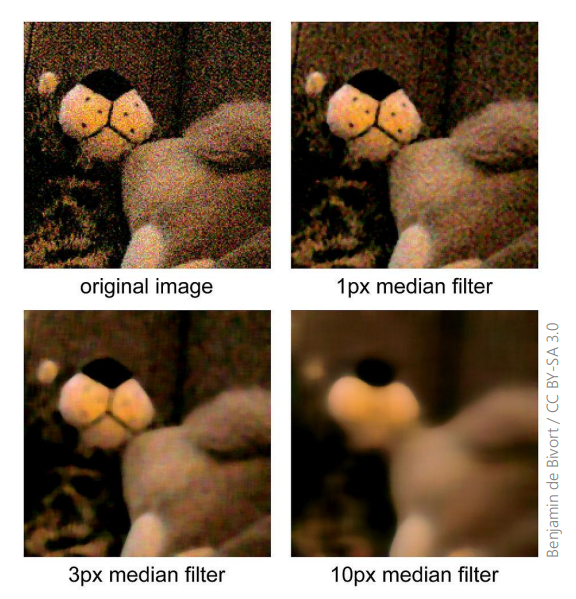 original image
1px median filter
3px median filter
10px median filter
Benjamin de Bivort / CC BY-SA 3.0